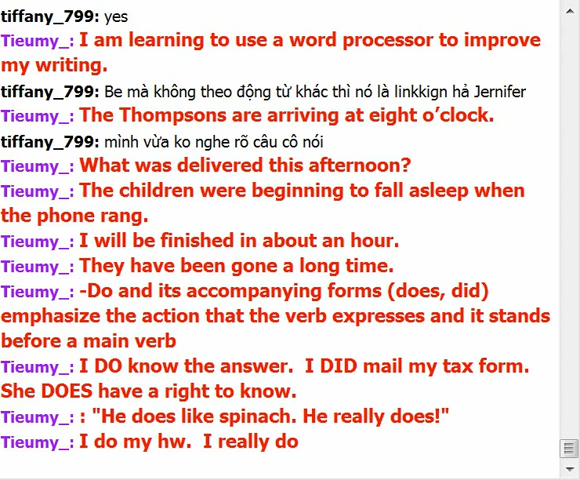 tiffany_799: yes
Tieumy_: I am learning to use a word processor to improve
my writing.
tiffany_799: Be mà không theo động từ khác thì nó là linkkign hả Jernifer
Tieumy_: The Thompsons are arriving at eight o’clock.
tiffany_799: mình vừa ko nghe rõ câu cô nói
Tieumy_: What was delivered this afternoon?
Tieumy_: The children were beginning to fall asleep when
the phone rang.
Tieumy_: I will be finished in about an hour.
Tieumy_: They have been gone a long time.
Tieumy_: -Do and its accompanying forms (does, did)
emphasize the action that the verb expresses and it stands
before a main verb
Tieumy_: I DO know the answer.  I DID mail my tax form.
She DOES have a right to know.
Tieumy_: : "He does like spinach. He really does!"
Tieumy_: I do my hw.  I really do